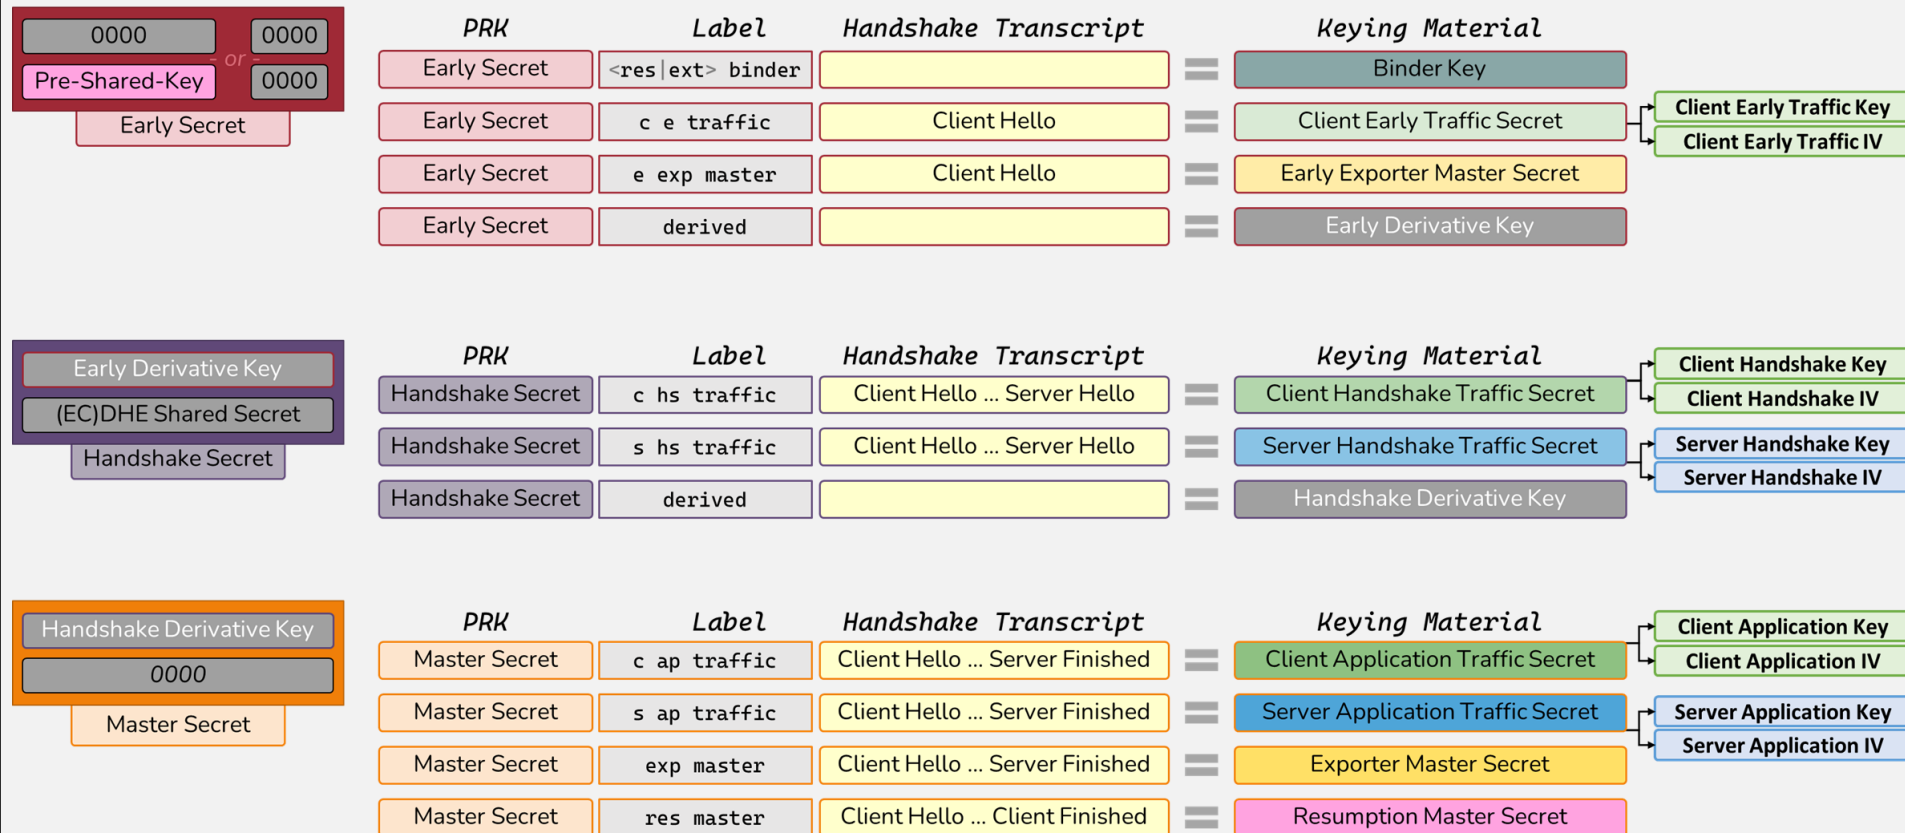 0000 0000
- or -
Pre-Shared-Key 0000
Early Secret
PRK Label Handshake Transcript Keying Material
Early Secret <res|ext> binder = Binder Key
Early Secret c e traffic Client Hello = Client Early Traffic Secret
Client Early Traffic Key
Client Early Traffic IV
Early Secret e exp master Client Hello = Early Exporter Master Secret
Early Secret derived = Early Derivative Key
Early Derivative Key
(EC)DHE Shared Secret
Handshake Secret
PRK Label Handshake Transcript Keying Material
Handshake Secret c hs traffic Client Hello ... Server Hello = Client Handshake Traffic Secret
Client Handshake Key
Client Handshake IV
Handshake Secret s hs traffic Client Hello ... Server Hello = Server Handshake Traffic Secret
Server Handshake Key
Server Handshake IV
Handshake Secret derived = Handshake Derivative Key
Handshake Derivative Key
0000
Master Secret
PRK Label Handshake Transcript Keying Material
Master Secret c ap traffic Client Hello ... Server Finished = Client Application Traffic Secret
Client Application Key
Client Application IV
Master Secret s ap traffic Client Hello ... Server Finished = Server Application Traffic Secret
Server Application Key
Server Application IV
Master Secret exp master Client Hello ... Server Finished = Exporter Master Secret
Master Secret res master Client Hello ... Client Finished = Resumption Master Secret